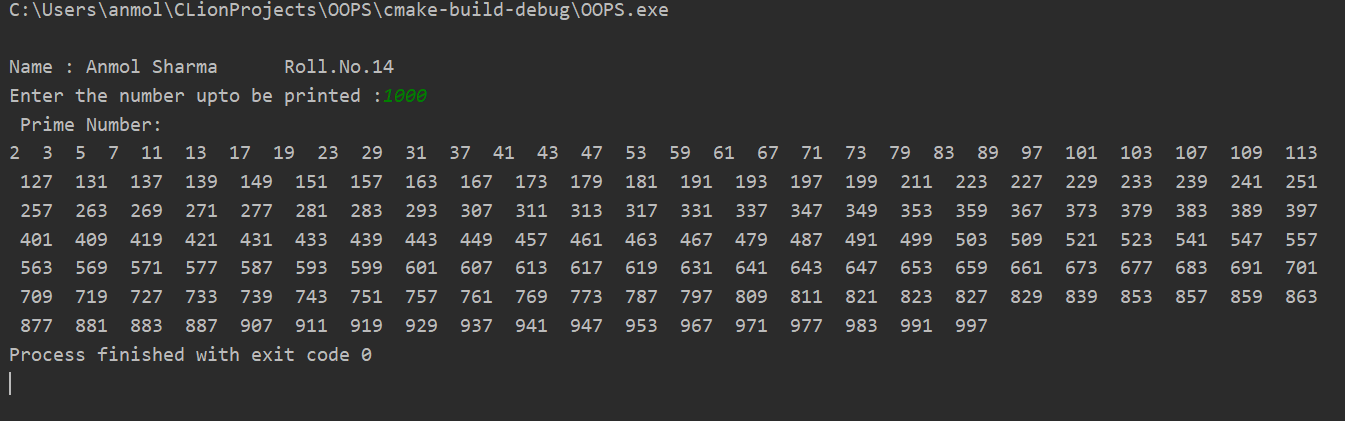 C:\Users\anmol\CLionProjects\OOPS\cmake-build-debug\OOPS.exe
Name : Anmol Sharma      Roll.No.14
Enter the number upto be printed :1000
Prime Number:
2  3  5  7  11  13  17  19  23  29  31  37  41  43  47  53  59  61  67  71  73  79  83  89  97  101  103  107  109  113
127  131  137  139  149  151  157  163  167  173  179  181  191  193  197  199  211  223  227  229  233  239  241  251
257  263  269  271  277  281  283  293  307  311  313  317  331  337  347  349  353  359  367  373  379  383  389  397
401  409  419  421  431  433  439  443  449  457  461  463  467  479  487  491  499  503  509  521  523  541  547  557
563  569  571  577  587  593  599  601  607  613  617  619  631  641  643  647  653  659  661  673  677  683  691  701
709  719  727  733  739  743  751  757  761  769  773  787  797  809  811  821  823  827  829  839  853  857  859  863
877  881  883  887  907  911  919  929  937  941  947  953  967  971  977  983  991  997
Process finished with exit code 0